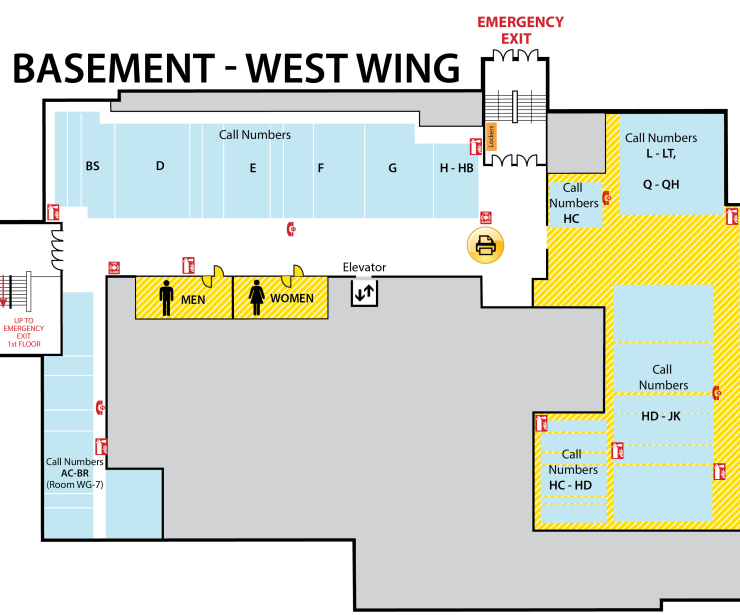 EMERGENCY
EXIT
BASEMENT - WEST WING
Lockers
Call Numbers
BS
D
E
F
G
H - HB
Call Numbers
L - LT,
Q - QH
Call
Numbers
HC
Elevator
MEN
WOMEN
UP TO
EMERGENCY
EXIT
1st FLOOR
Call
Numbers
HD - JK
Call
Numbers
HC - HD
Call Numbers
AC-BR
(Room WG-7)